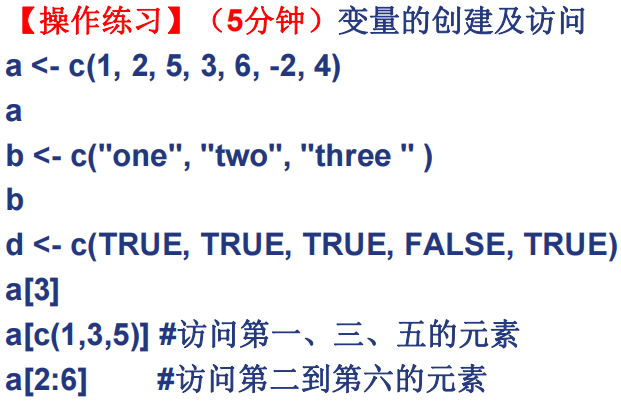 【操作练习】（5分钟）变量的创建及访问
a <- c(1, 2, 5, 3, 6, -2, 4)
a
b <- c("one", "two", "three " )
b
d <- c(TRUE, TRUE, TRUE, FALSE, TRUE)
a[3]
a[c(1,3,5)] #访问第一、三、五的元素
a[2:6] #访问第二到第六的元素